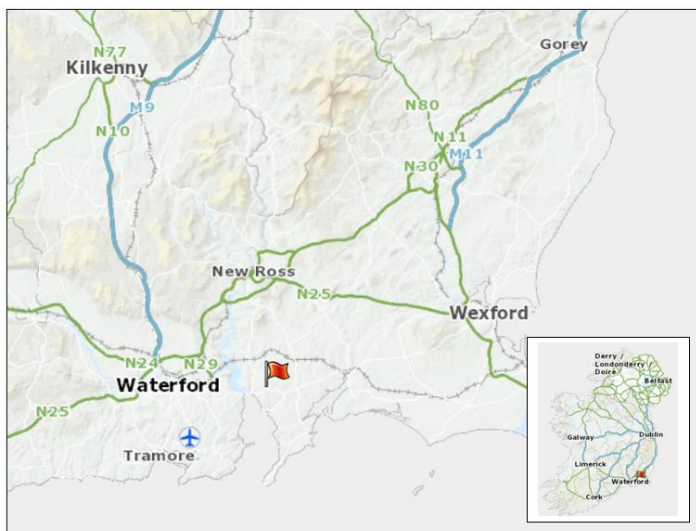 Gorey
N77
Kilkenny
M9
N80
N10
N11
M11
N30
New Ross
N25
Wexford
N24
N29
Waterford
N25
Tramore
Derry /
Londonderry /
Doire
Belfast
Galway
Dublin
Limerick
Waterford
Cork